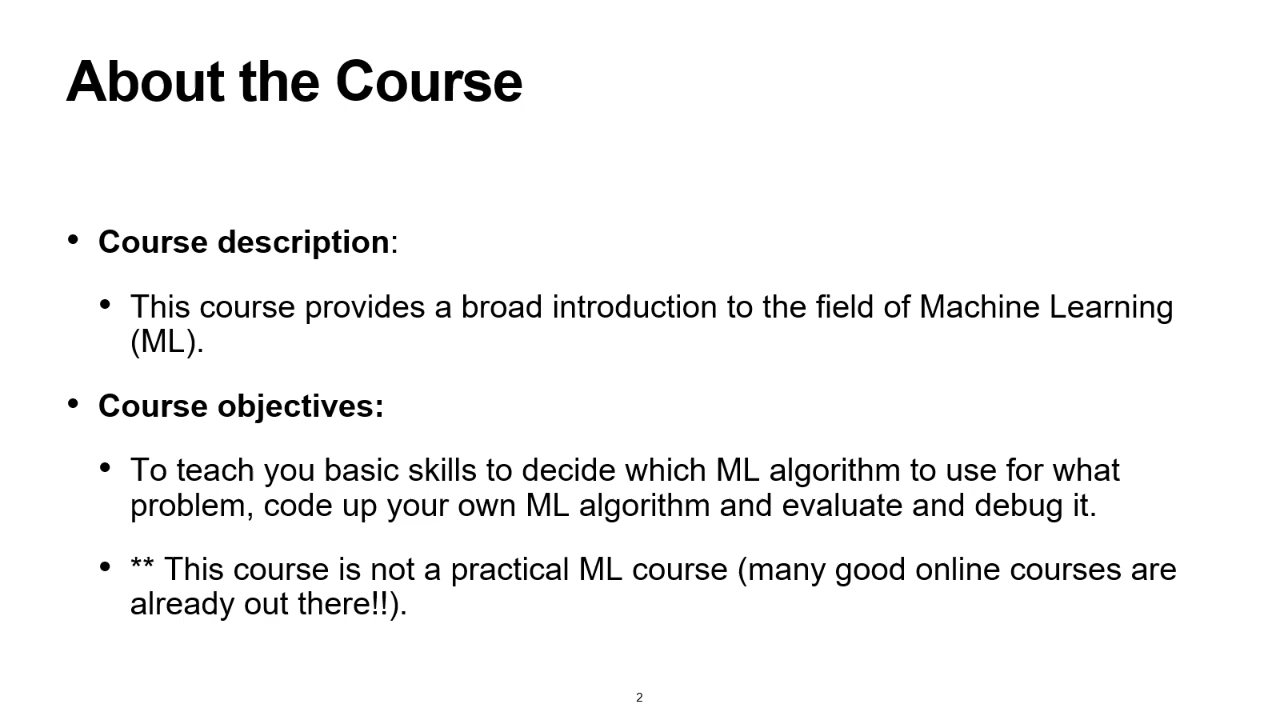 About the Course
• Course description:
• This course provides a broad introduction to the field of Machine Learning
(ML).
• Course objectives:
• To teach you basic skills to decide which ML algorithm to use for what
problem, code up your own ML algorithm and evaluate and debug it.
• ** This course is not a practical ML course (many good online courses are
already out there!!).
2